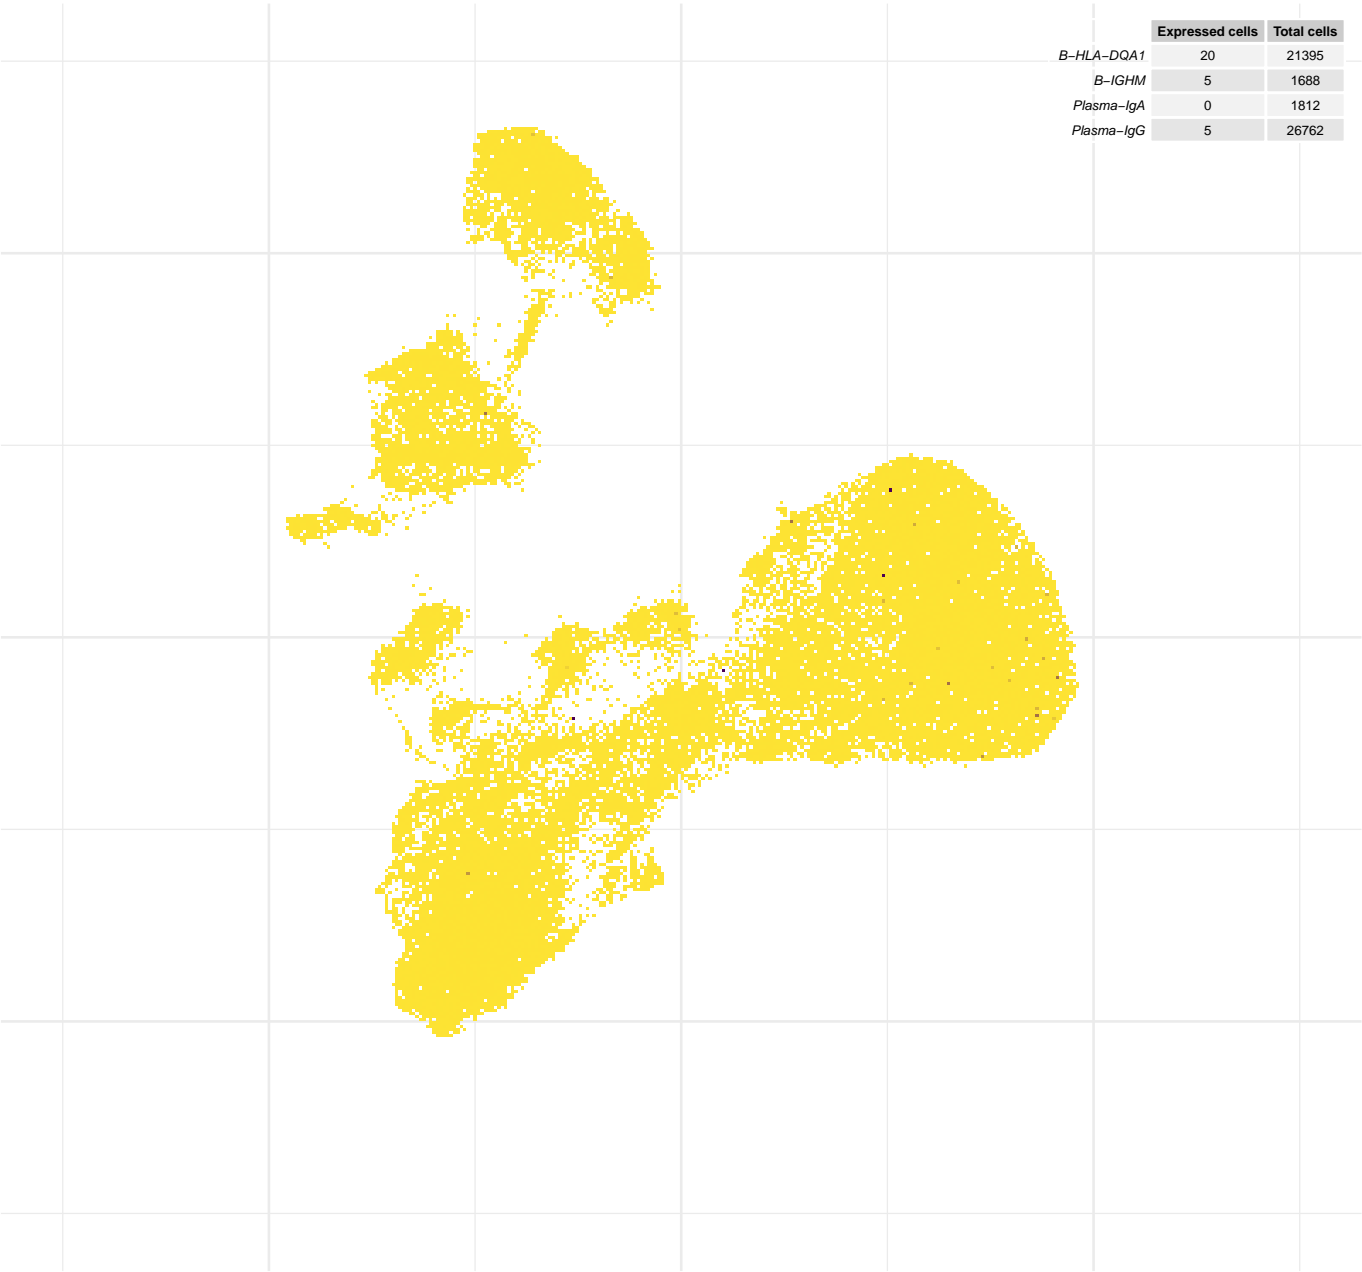 Expressed cells Total cells
B−HLA−DQA1 20 21395
B−IGHM 5 1688
Plasma−IgA 0 1812
Plasma−IgG 5 26762